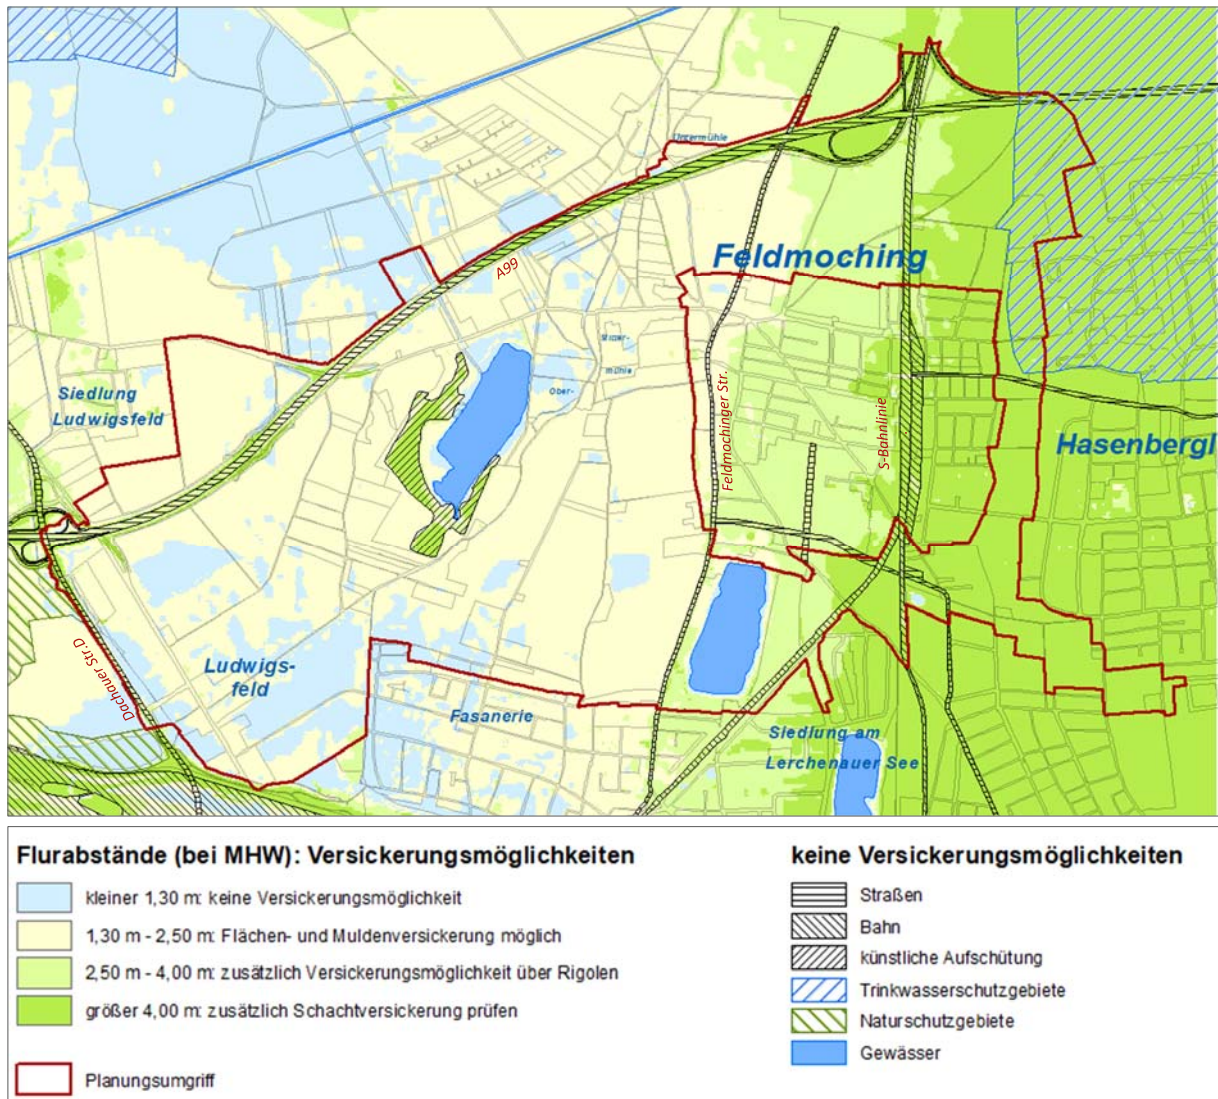 Untermühle
Feldmoching
A99
Mitter-
mühle
Ober-
Siedlung
Ludwigsfeld
Feldmochinger Str.
S-Bahnlinie
Hasenbergl
Dachauer Str.D
Ludwigs-
feld
Fasanerie
Siedlung am
Lerchenauer See
Flurabstände (bei MHW): Versickerungsmöglichkeiten
kleiner 1,30 m: keine Versickerungsmöglichkeit
1,30 m - 2,50 m: Flächen- und Muldenversickerung möglich
2,50 m - 4,00 m: zusätzlich Versickerungsmöglichkeit über Rigolen
größer 4,00 m: zusätzlich Schachtversickerung prüfen
Planungsumgriff
keine Versickerungsmöglichkeiten
Straßen
Bahn
künstliche Aufschütung
Trinkwasserschutzgebiete
Naturschutzgebiete
Gewässer